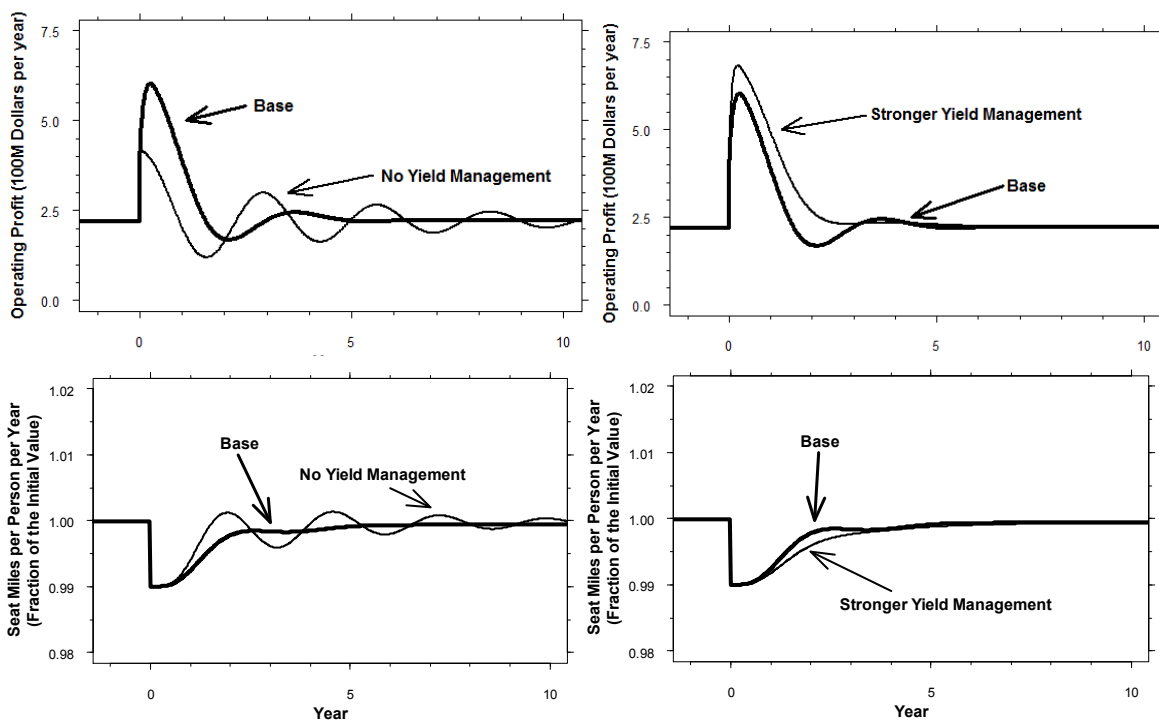 Operating Profit (100M Dollars per year)
7.5
5.0
2.5
0.0
Base
No Yield Management
0
5
10
Operating Profit (100M Dollars per year)
7.5
5.0
2.5
0.0
Stronger Yield Management
Base
0
5
10
Seat Miles per Person per Year
(Fraction of the Initial Value)
1.02
1.01
1.00
0.99
0.98
Base
No Yield Management
0
5
10
Year
Seat Miles per Person per Year
(Fraction of the Initial Value)
1.02
1.01
1.00
0.99
0.98
Base
Stronger Yield Management
0
5
10
Year